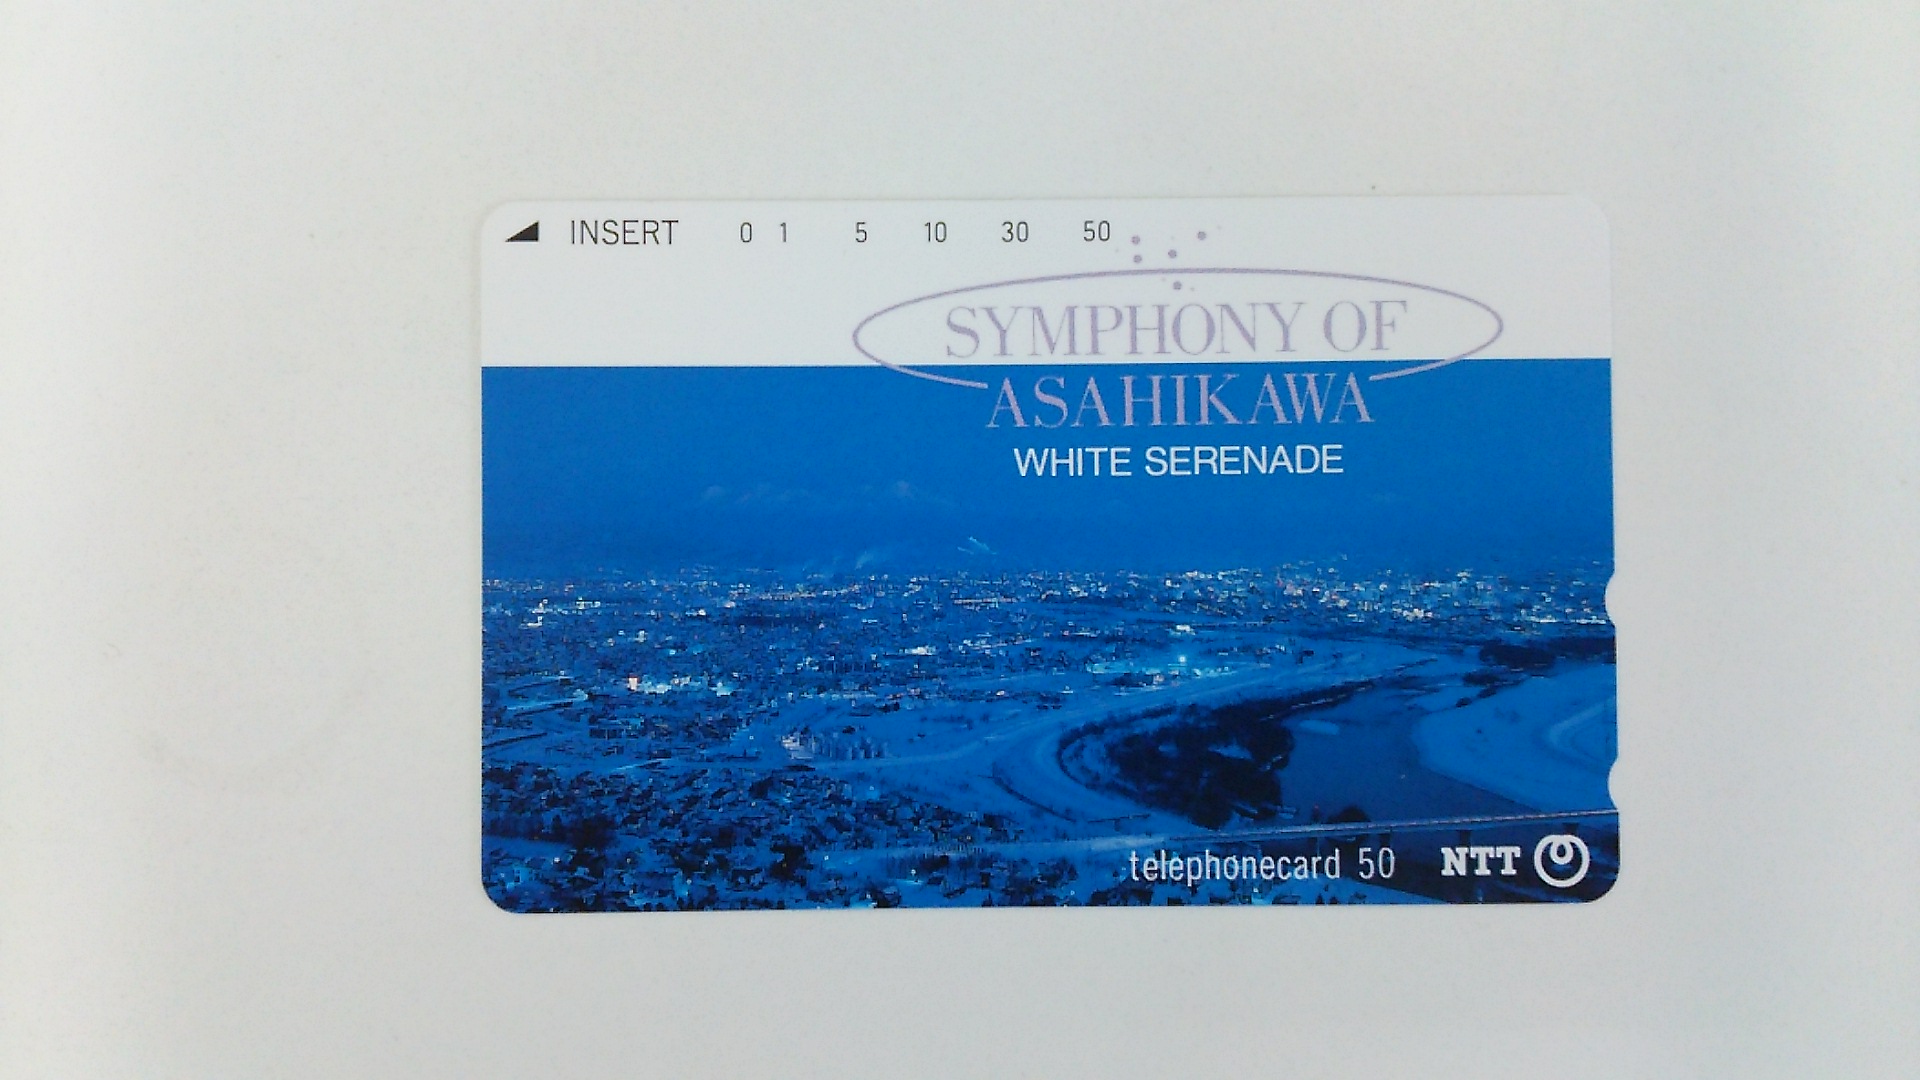 INSERT 0 1 5 10 30 50
SYMPHONY OF
ASAHIKAWA
WHITE SERENADE
telephonecard 50 NTT